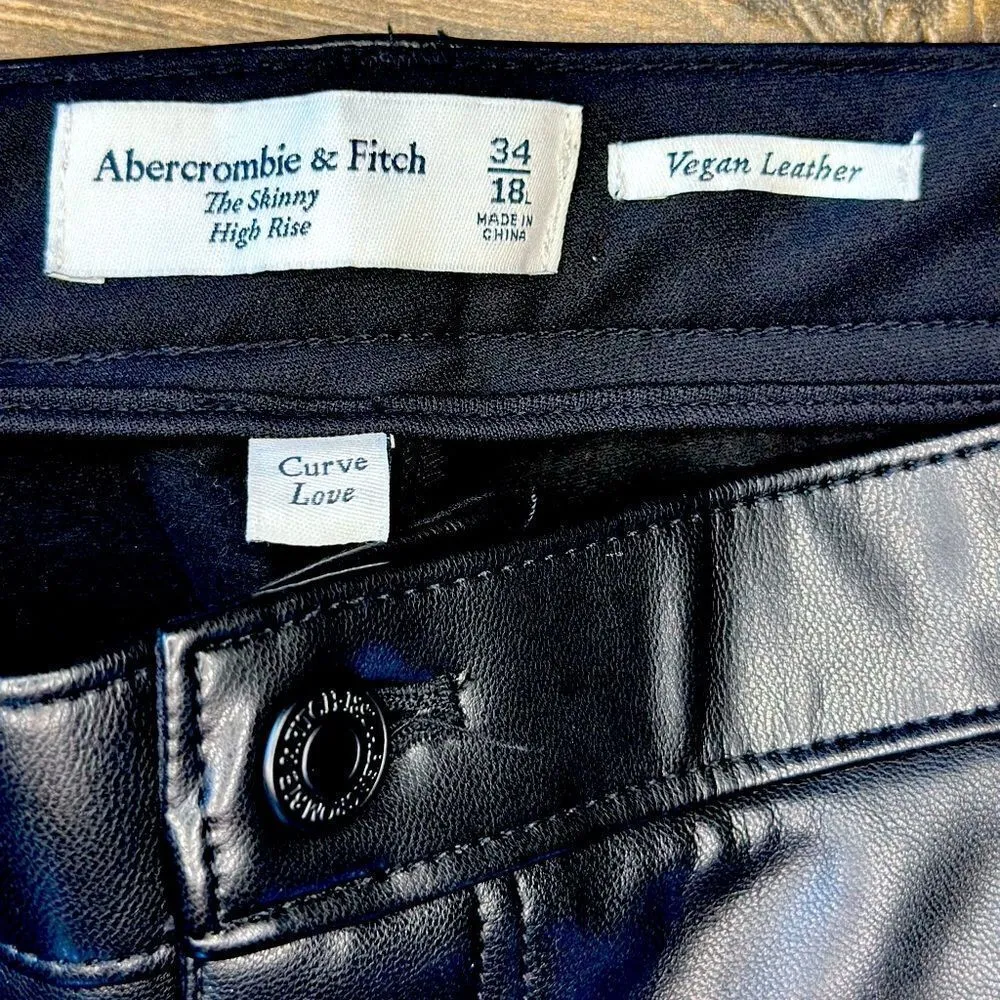 Abercrombie & Fitch
The Skinny
High Rise
34
18L
MADE IN
CHINA
Vegan Leather
Curve
Love